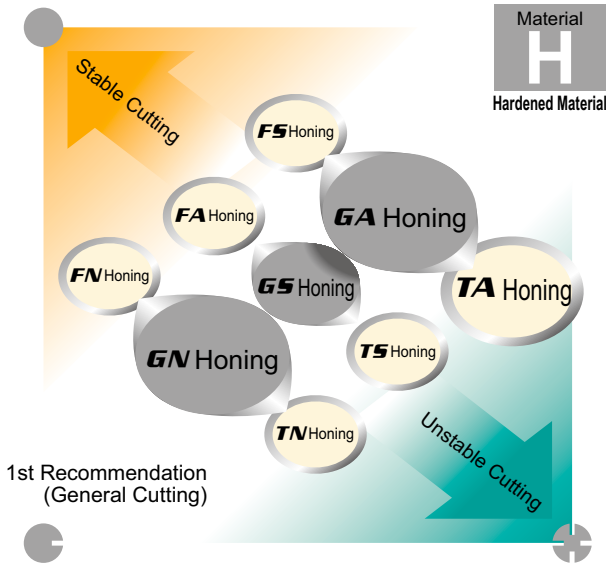 Material
H
Hardened Material
Stable Cutting
FS Honing
GA Honing
FA Honing
FN Honing
GS Honing
TA Honing
GN Honing
TS Honing
TN Honing
Unstable Cutting
1st Recommendation
(General Cutting)